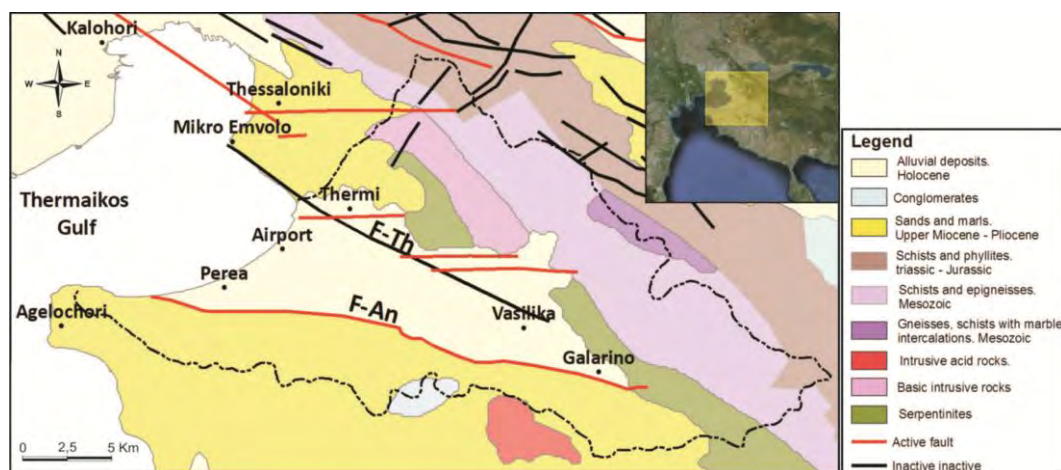 Kalohori
N
W
E
S
Thessaloniki
Mikro Emvolo
Thermaikos
Gulf
Thermi
Airport
F-Th
Perea
F-An
Agelochori
Vasilika
Galarino
0 2,5 5 Km
Legend
Alluvial deposits.
Holocene
Conglomerates
Sands and marls.
Upper Miocene - Pliocene
Schists and phyllites.
triassic - Jurassic
Schists and epigneisses.
Mesozoic
Gneisses, schists with marble
intercalations. Mesozoic
Intrusive acid rocks.
Basic intrusive rocks
Serpentinites
Active fault
Inactive inactive